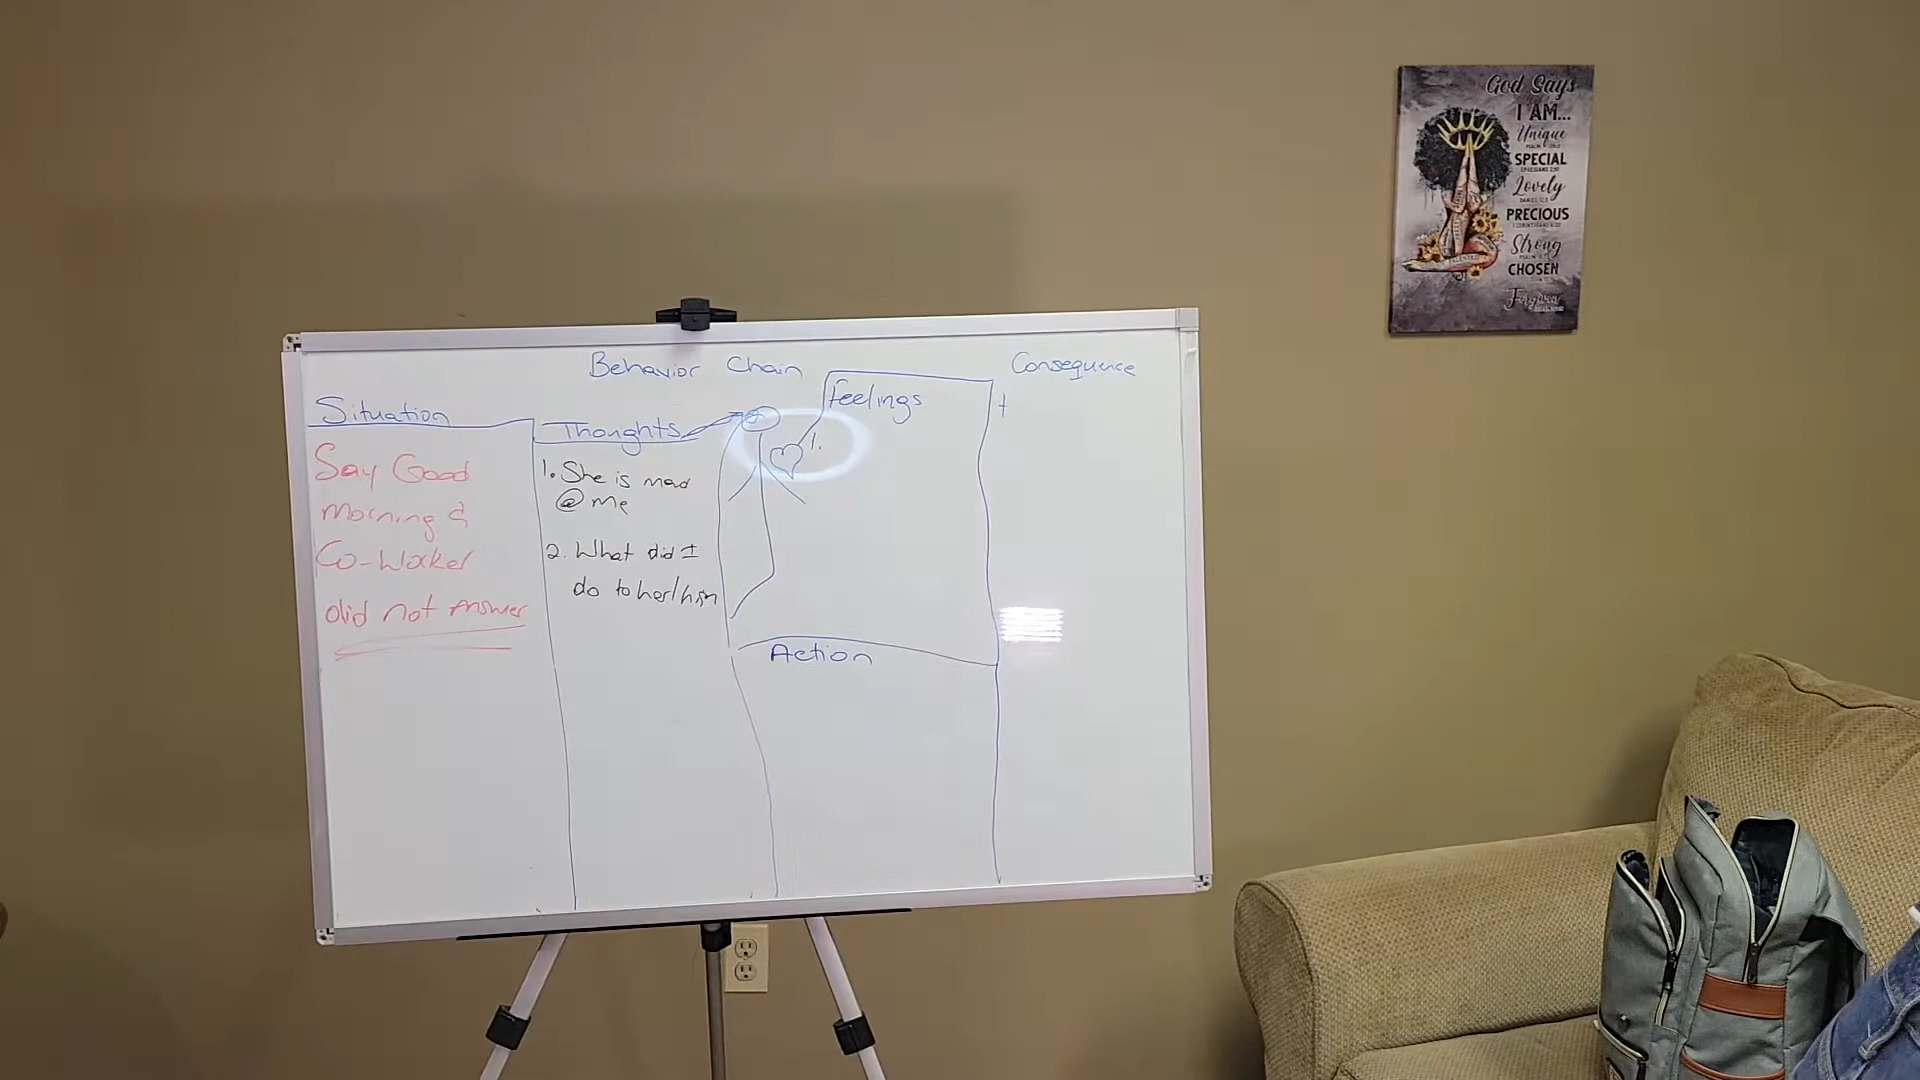 Behavior Chain
Consequence
Situation
Thoughts
Feelings
+
Say Good
Morning &
Co-Worker
did not Answer
1. She is mad
@ me
2. What did I
do to her/him
1.
Action
God Says
I AM...
Unique
SPECIAL
Lovely
PRECIOUS
Strong
CHOSEN